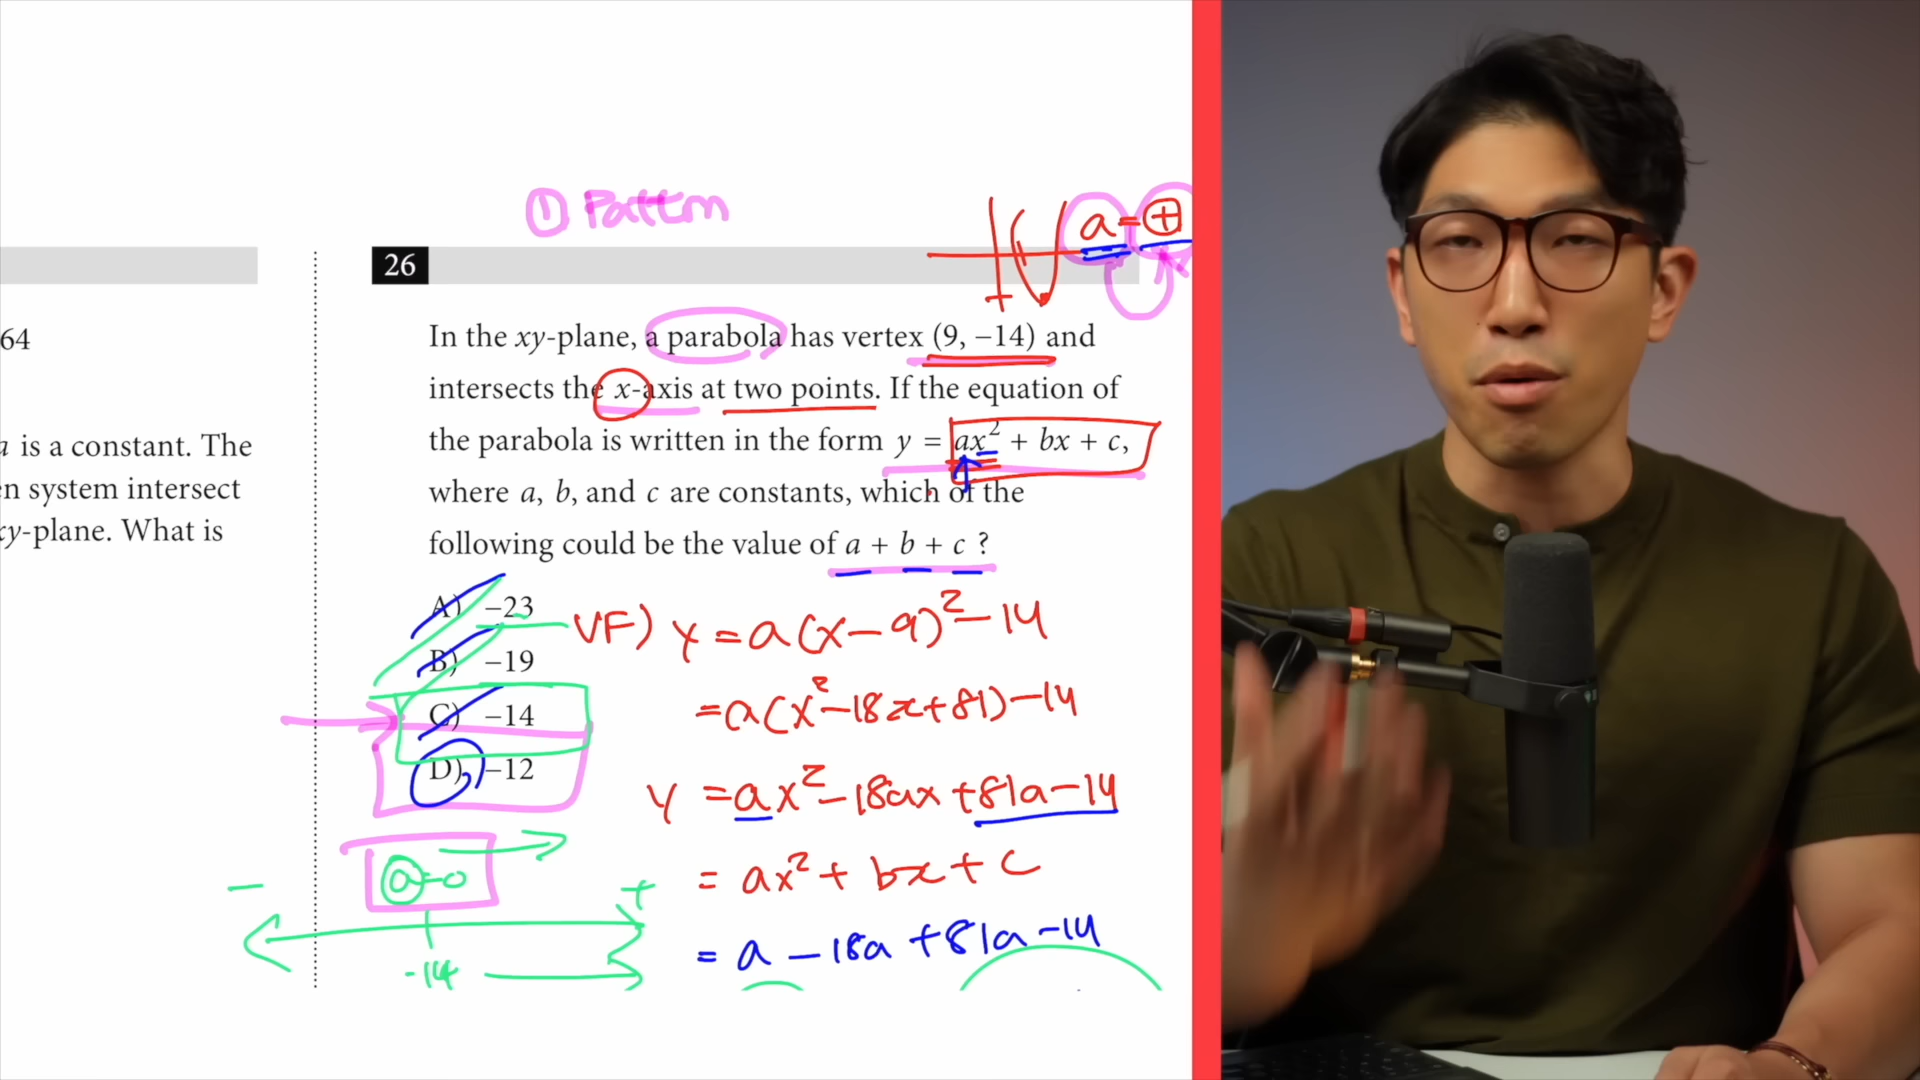 ① Pattern
a = +
26
64
In the xy-plane, a parabola has vertex (9, −14) and
intersects the x-axis at two points. If the equation of
the parabola is written in the form y = ax² + bx + c,
where a, b, and c are constants, which of the
following could be the value of a + b + c ?
a is a constant. The
en system intersect
xy-plane. What is
A) −23
B) −19
C) −14
D) −12
VF) y = a(x−9)²−14
=a(x²−18x+81)−14
y = ax²−18ax+81a−14
= ax²+ bx + c
= a −18a +81a −14
a=0
− +
-14